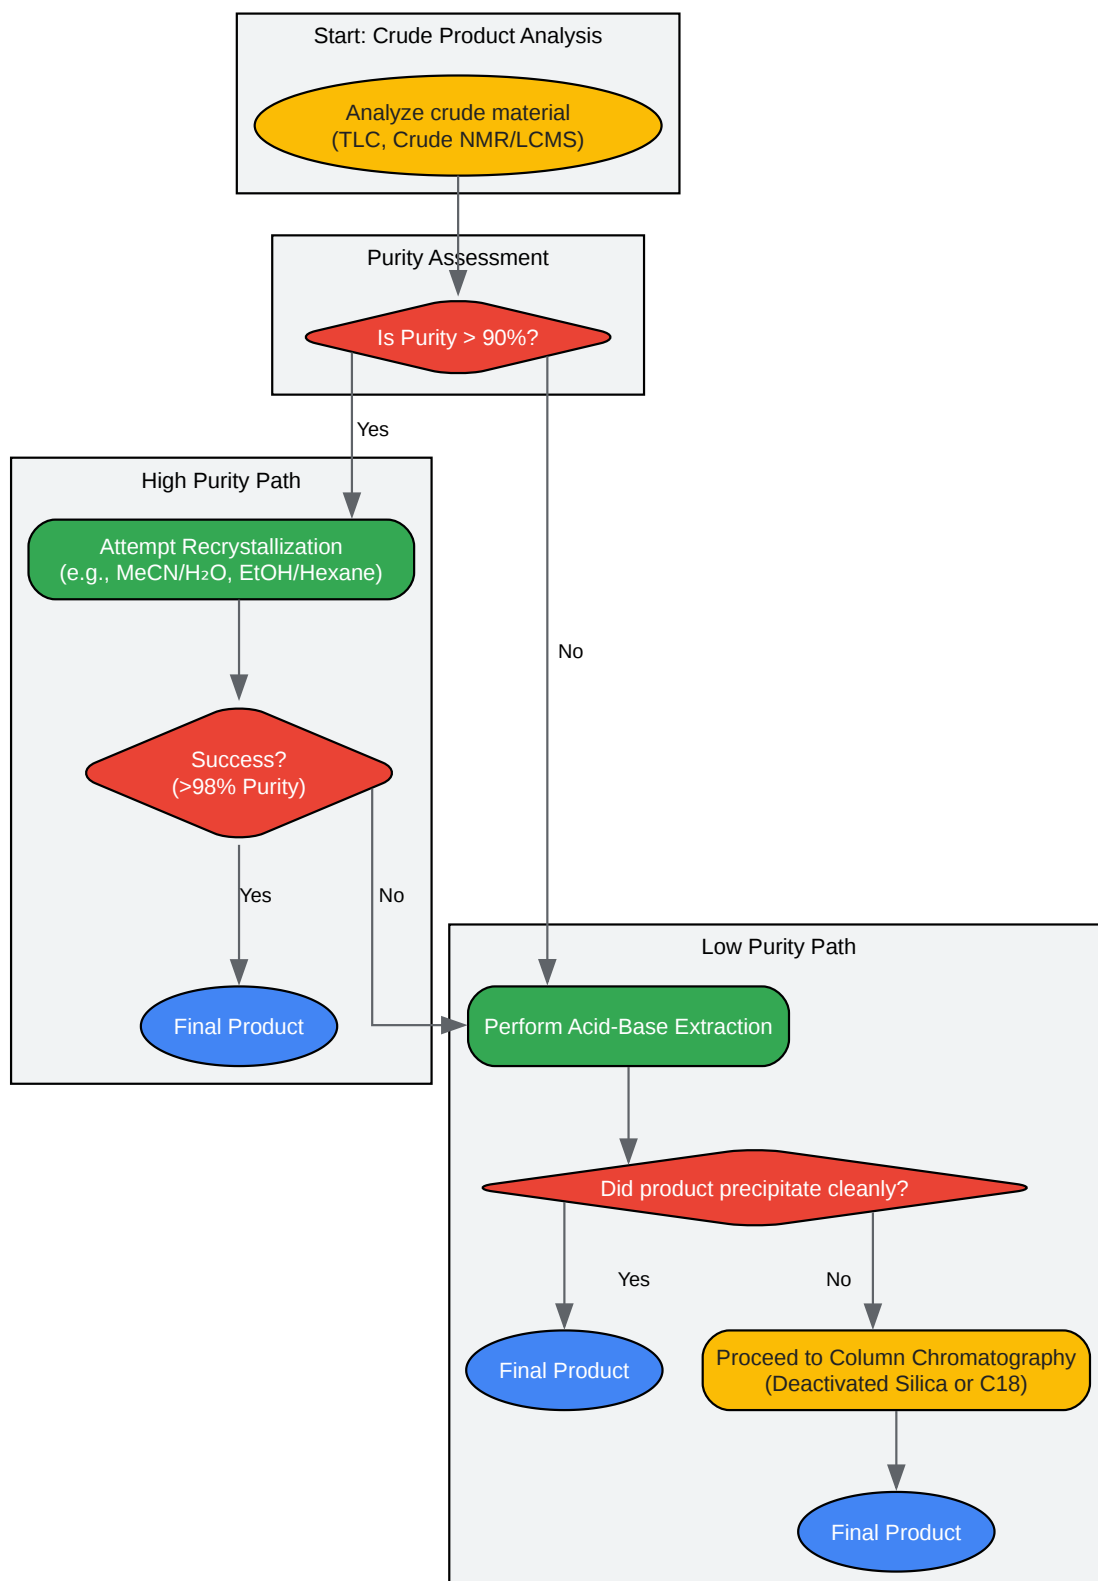 Start: Crude Product Analysis
Analyze crude material
(TLC, Crude NMR/LCMS)
Purity Assessment
Is Purity > 90%?
Yes
High Purity Path
Attempt Recrystallization
(e.g., MeCN/H₂O, EtOH/Hexane)
No
Success?
(>98% Purity)
Yes
No
Low Purity Path
Final Product
Perform Acid-Base Extraction
Did product precipitate cleanly?
Yes
No
Final Product
Proceed to Column Chromatography
(Deactivated Silica or C18)
Final Product